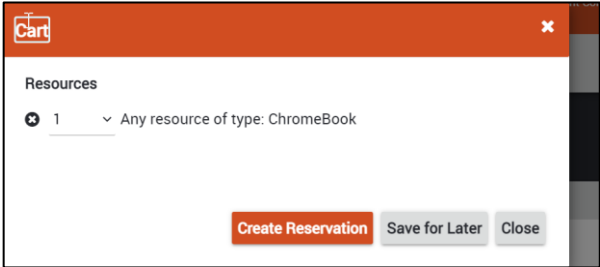 Cart
Resources
1 Any resource of type: ChromeBook
Create Reservation Save for Later Close